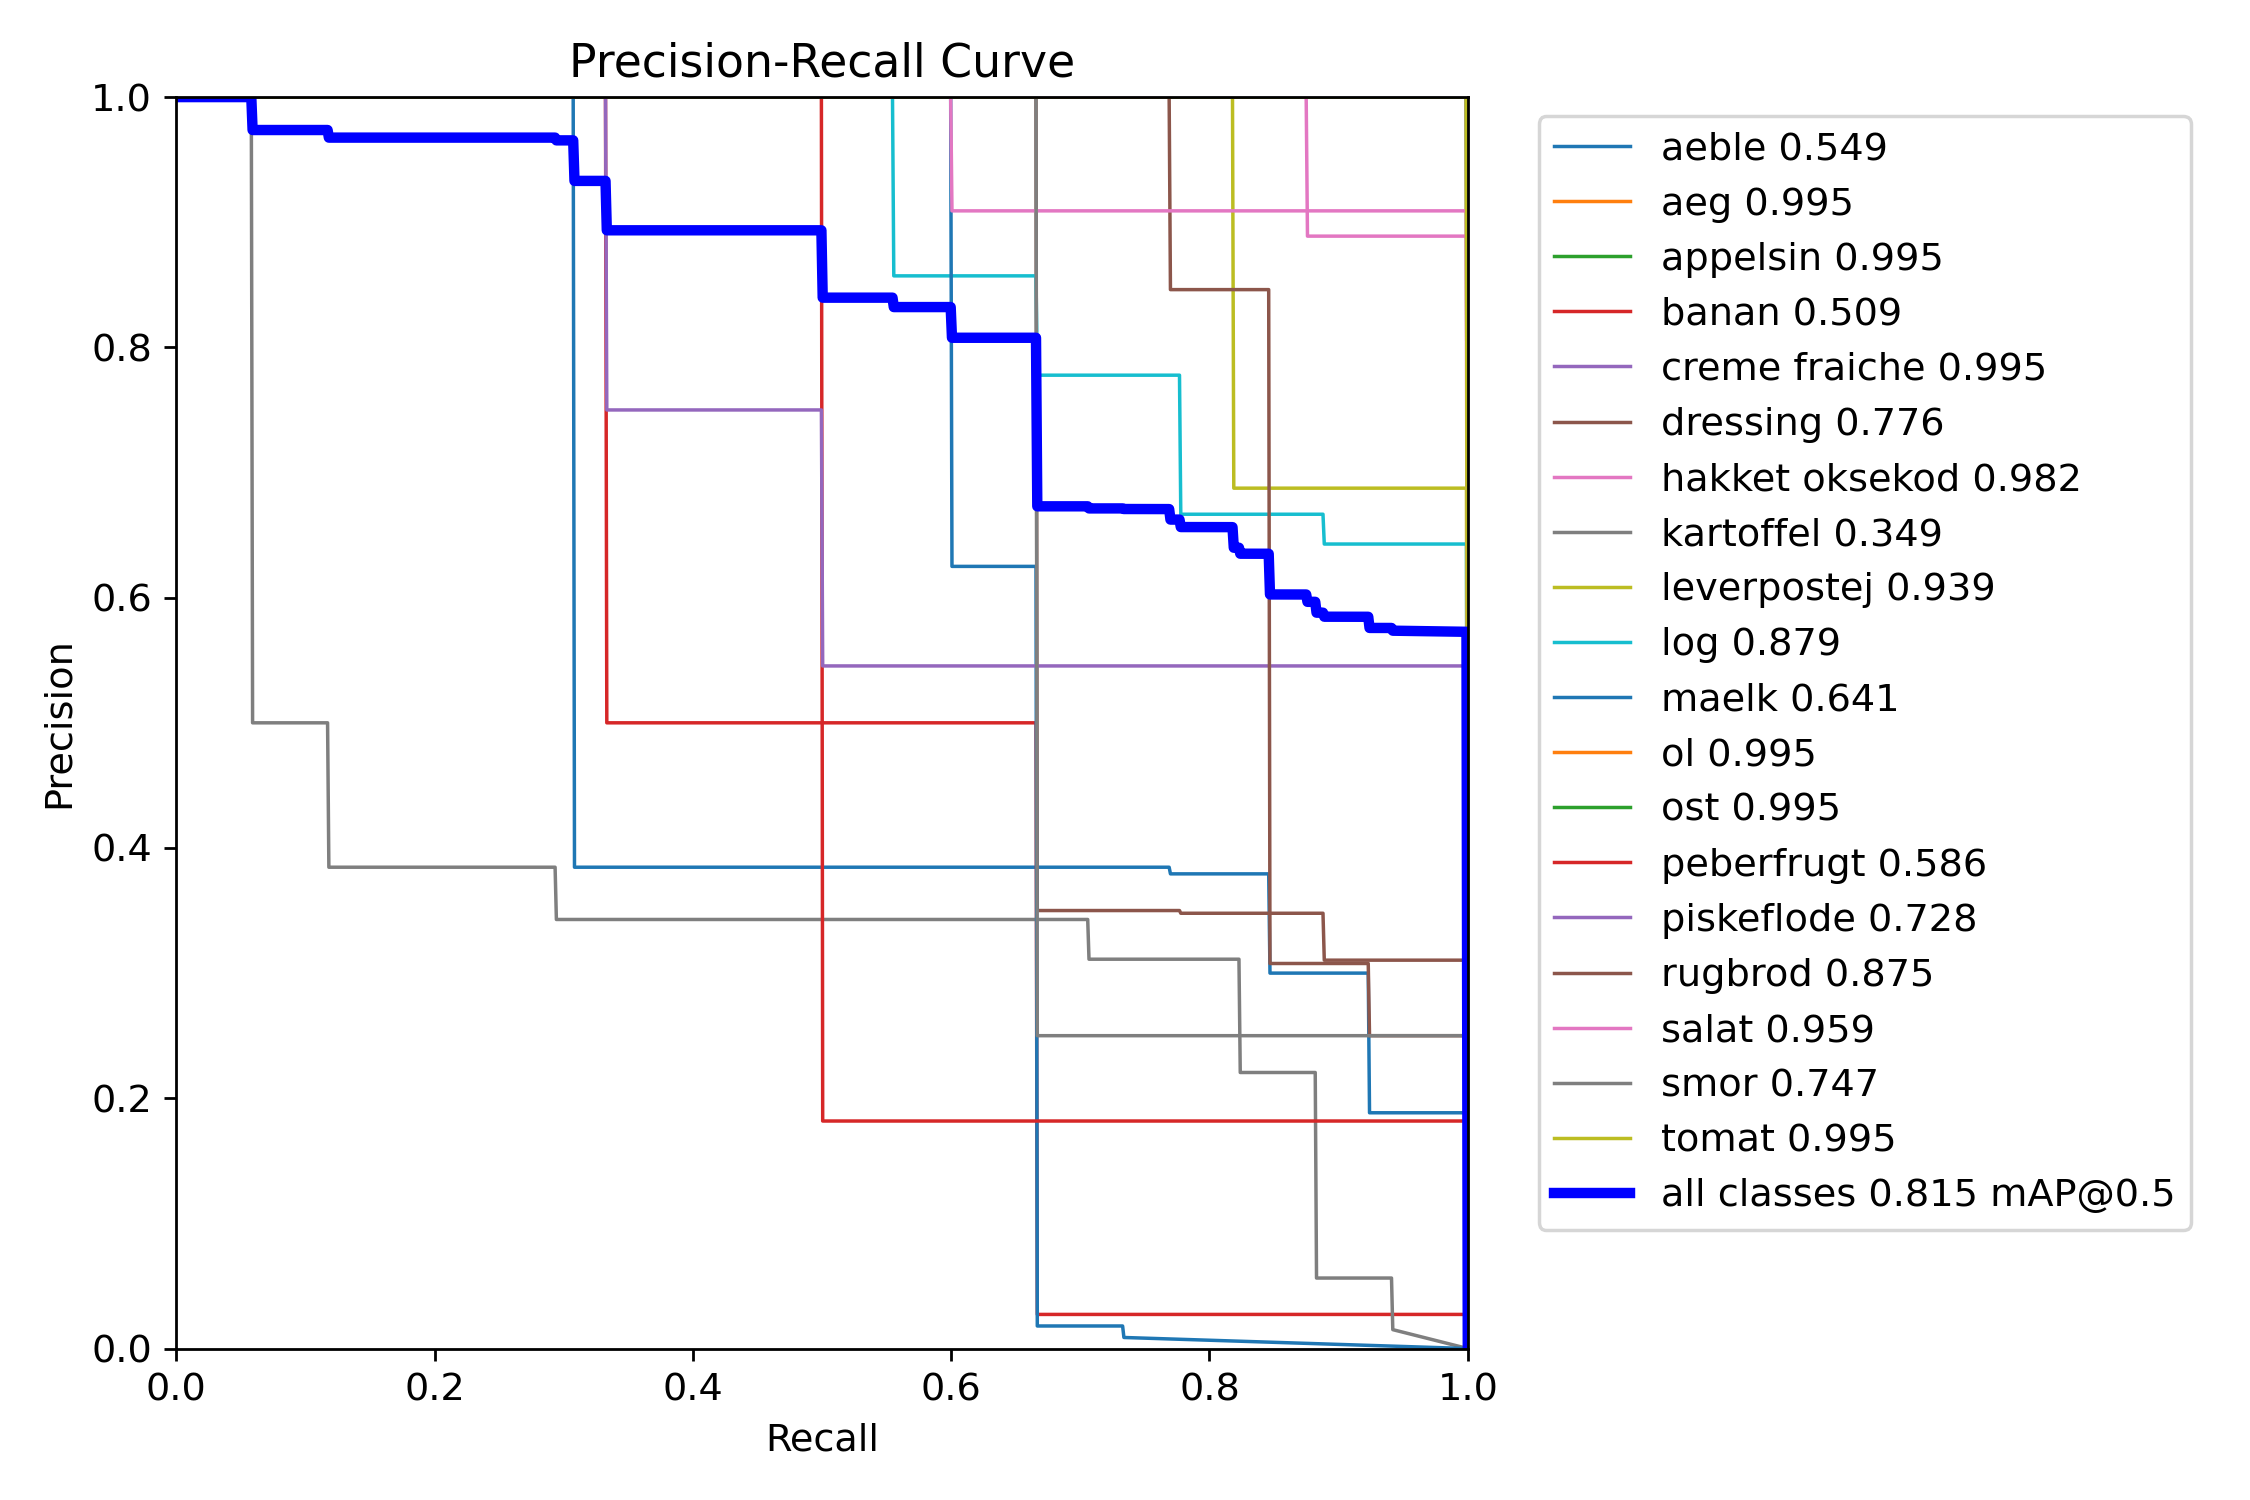 Precision-Recall Curve
1.0
0.8
0.6
0.4
0.2
0.0
Precision
0.0 0.2 0.4 0.6 0.8 1.0
Recall
aeble 0.549
aeg 0.995
appelsin 0.995
banan 0.509
creme fraiche 0.995
dressing 0.776
hakket oksekod 0.982
kartoffel 0.349
leverpostej 0.939
log 0.879
maelk 0.641
ol 0.995
ost 0.995
peberfrugt 0.586
piskeflode 0.728
rugbrod 0.875
salat 0.959
smor 0.747
tomat 0.995
all classes 0.815 mAP@0.5